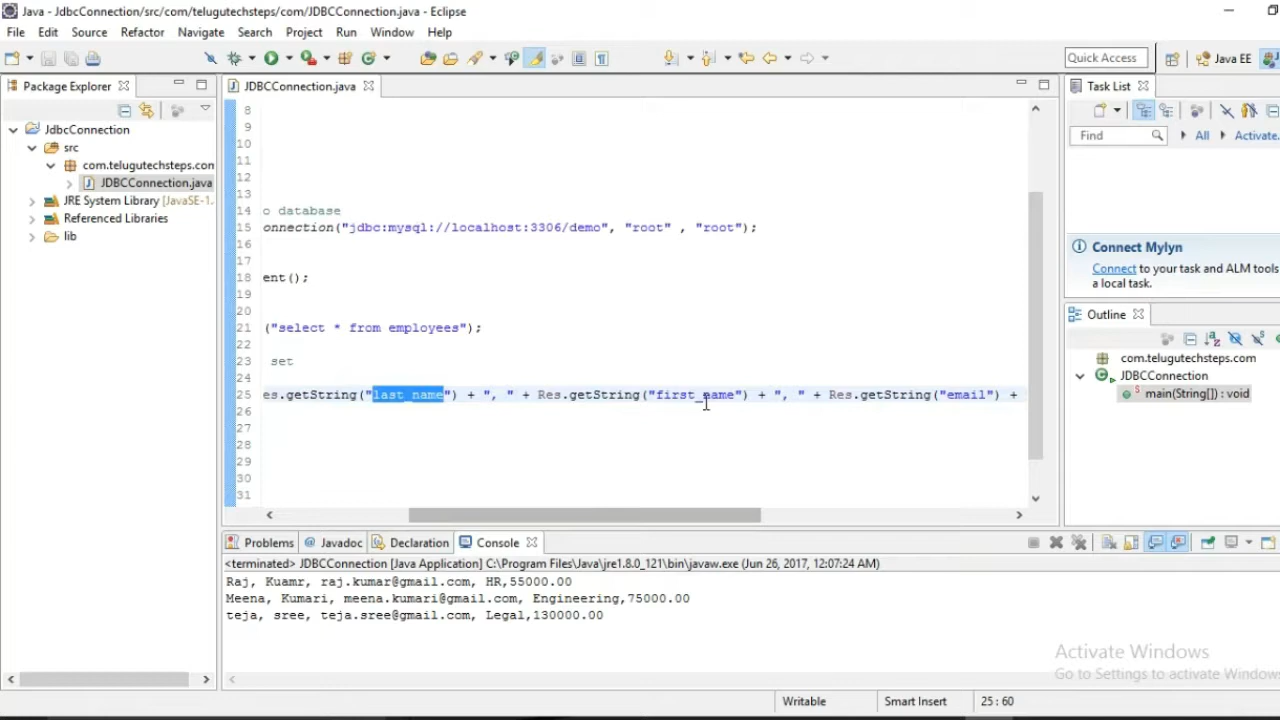 Java - JdbcConnection/src/com/telugutechsteps/com/JDBCConnection.java - Eclipse
File Edit Source Refactor Navigate Search Project Run Window Help
Quick Access
Java EE
Package Explorer
JDBCConnection.java
Task List
JdbcConnection
src
com.telugutechsteps.con
JDBCConnection.java
JRE System Library [JavaSE-1.
Referenced Libraries
lib
Find
All
Activate.
8
9
10
11
12
13
14 o database
15 onnection("jdbc:mysql://localhost:3306/demo", "root" , "root");
16
17
18 ent();
19
20
21 ("select * from employees");
22
23 set
24
25 es.getString("last_name") + ", " + Res.getString("first_name") + ", " + Res.getString("email") +
26
27
28
29
30
31
Connect Mylyn
Connect to your task and ALM tools
a local task.
Outline
com.telugutechsteps.com
JDBCConnection
main(String[]) : void
Problems Javadoc Declaration Console
<terminated> JDBCConnection [Java Application] C:\Program Files\Java\jre1.8.0_121\bin\javaw.exe (Jun 26, 2017, 12:07:24 AM)
Raj, Kuamr, raj.kumar@gmail.com, HR,55000.00
Meena, Kumari, meena.kumari@gmail.com, Engineering,75000.00
teja, sree, teja.sree@gmail.com, Legal,130000.00
Activate Windows
Go to Settings to activate Windows
Writable Smart Insert 25 : 60